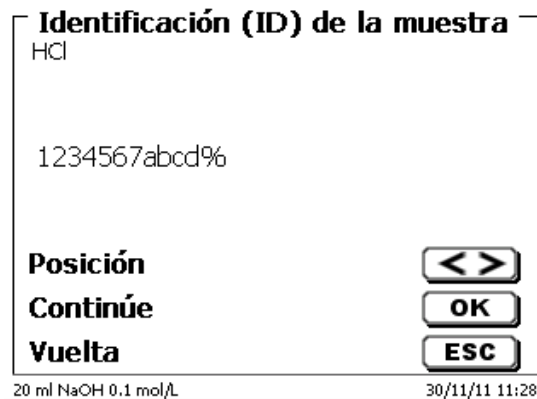 Identificación (ID) de la muestra
HCl
1234567abcd%
Posición < >
Continúe OK
Vuelta ESC
20 ml NaOH 0.1 mol/L 30/11/11 11:28